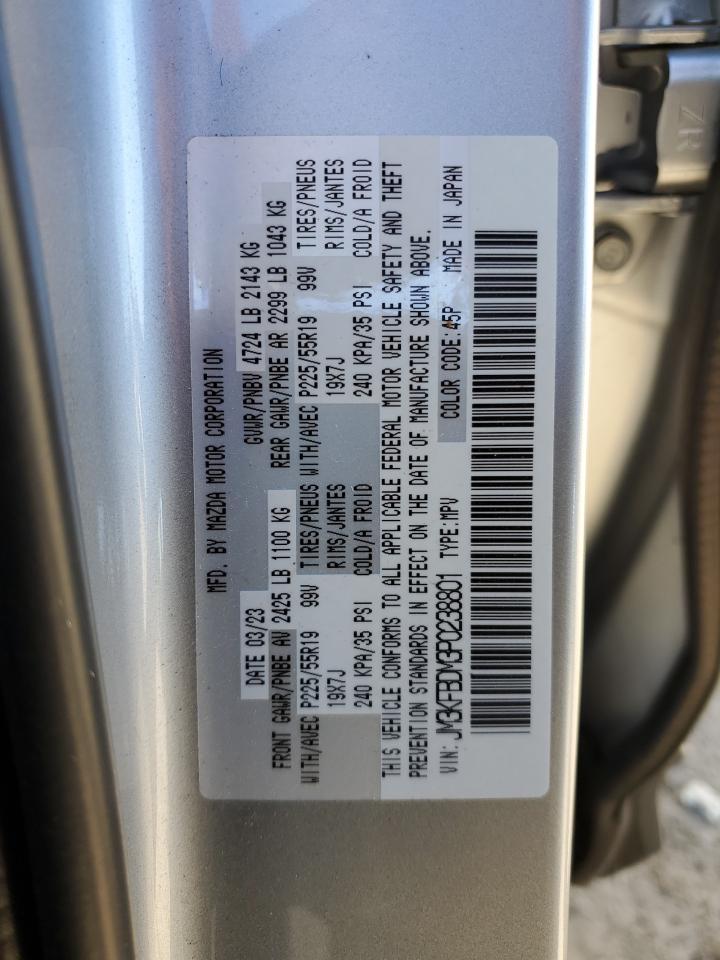 MFD. BY MAZDA MOTOR CORPORATION
DATE 03/23 GVWR/PNBV 4724 LB 2143 KG
FRONT GAWR/PNBE AV 2425 LB 1100 KG REAR GAWR/PNBE AR 2299 LB 1043 KG
WITH/AVEC P225/55R19 99V TIRES/PNEUS WITH/AVEC P225/55R19 99V TIRES/PNEUS
19X7J RIMS/JANTES 19X7J RIMS/JANTES
240 KPA/35 PSI COLD/A FROID 240 KPA/35 PSI COLD/A FROID
THIS VEHICLE CONFORMS TO ALL APPLICABLE FEDERAL MOTOR VEHICLE SAFETY AND THEFT
PREVENTION STANDARDS IN EFFECT ON THE DATE OF MANUFACTURE SHOWN ABOVE.
VIN: JM3KFBDM3P0238801 TYPE:MPV COLOR CODE:45P MADE IN JAPAN
ZR